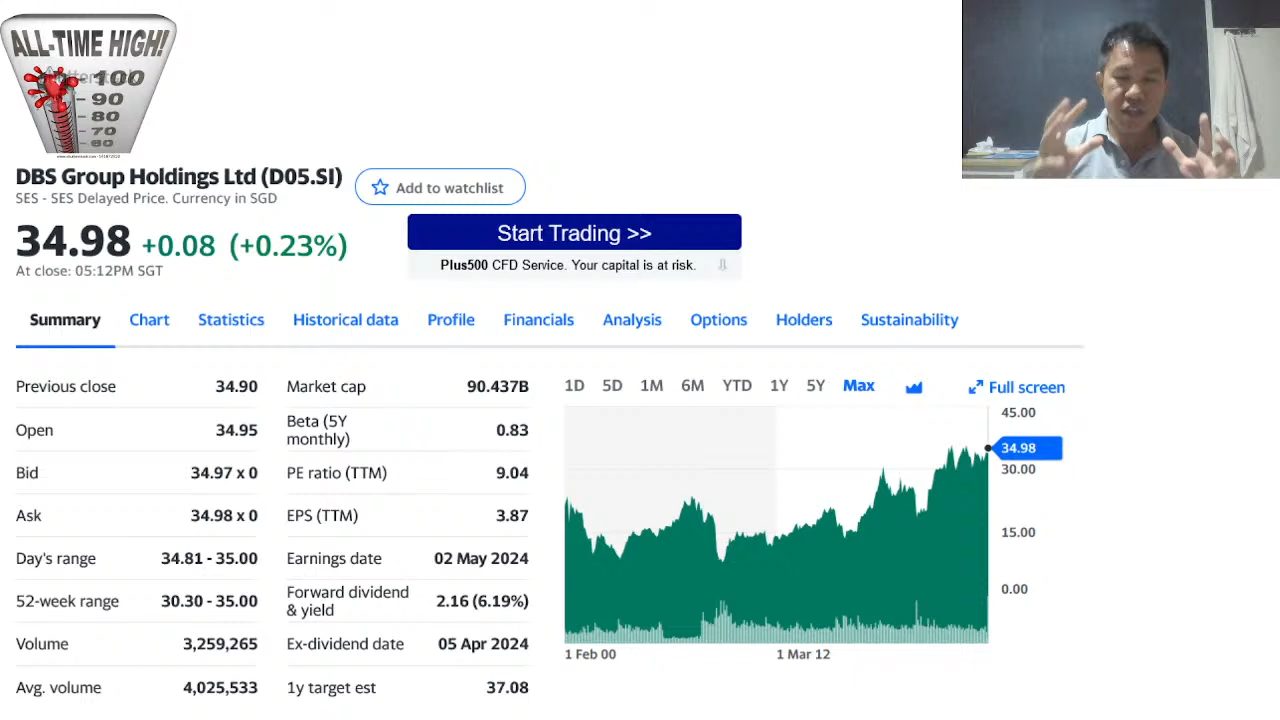 ALL-TIME HIGH!
100
90
80
70
60
DBS Group Holdings Ltd (D05.SI)
Add to watchlist
SES - SES Delayed Price. Currency in SGD
34.98 +0.08 (+0.23%)
At close: 05:12PM SGT
Start Trading >>
Plus500 CFD Service. Your capital is at risk.
Summary Chart Statistics Historical data Profile Financials Analysis Options Holders Sustainability
Previous close 34.90
Open 34.95
Bid 34.97 x 0
Ask 34.98 x 0
Day's range 34.81 - 35.00
52-week range 30.30 - 35.00
Volume 3,259,265
Avg. volume 4,025,533
Market cap 90.437B
Beta (5Y
monthly) 0.83
PE ratio (TTM) 9.04
EPS (TTM) 3.87
Earnings date 02 May 2024
Forward dividend
& yield 2.16 (6.19%)
Ex-dividend date 05 Apr 2024
1y target est 37.08
1D 5D 1M 6M YTD 1Y 5Y Max
Full screen
45.00
34.98
30.00
15.00
0.00
1 Feb 00 1 Mar 12